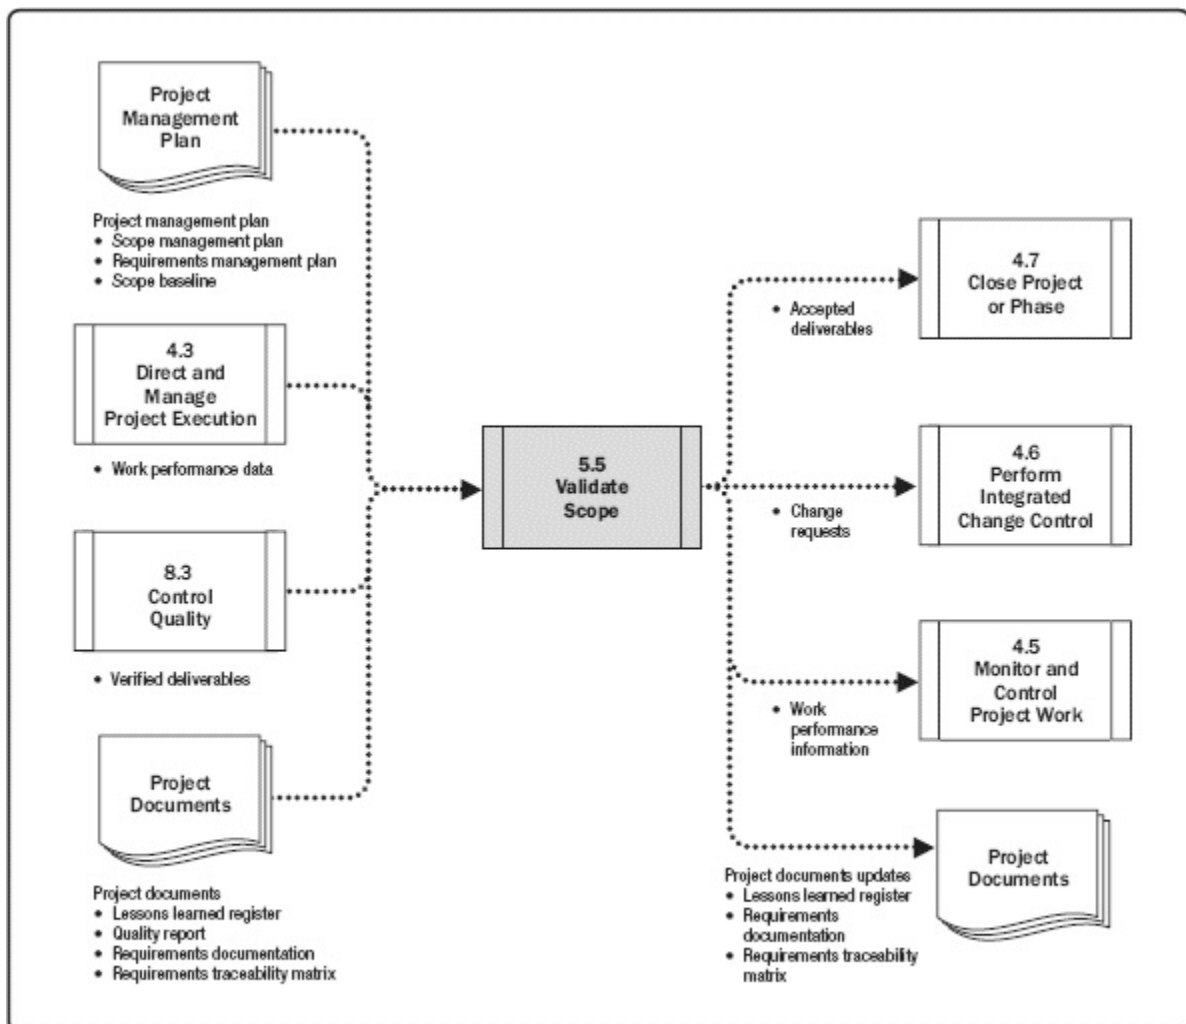 Project
Management
Plan
Project management plan
• Scope management plan
• Requirements management plan
• Scope baseline
4.3
Direct and
Manage
Project Execution
• Work performance data
8.3
Control
Quality
• Verified deliverables
Project
Documents
Project documents
• Lessons learned register
• Quality report
• Requirements documentation
• Requirements traceability matrix
5.5
Validate
Scope
• Accepted
deliverables
4.7
Close Project
or Phase
• Change
requests
4.6
Perform
Integrated
Change Control
• Work
performance
information
4.5
Monitor and
Control
Project Work
Project documents updates
• Lessons learned register
• Requirements
documentation
• Requirements traceability
matrix
Project
Documents